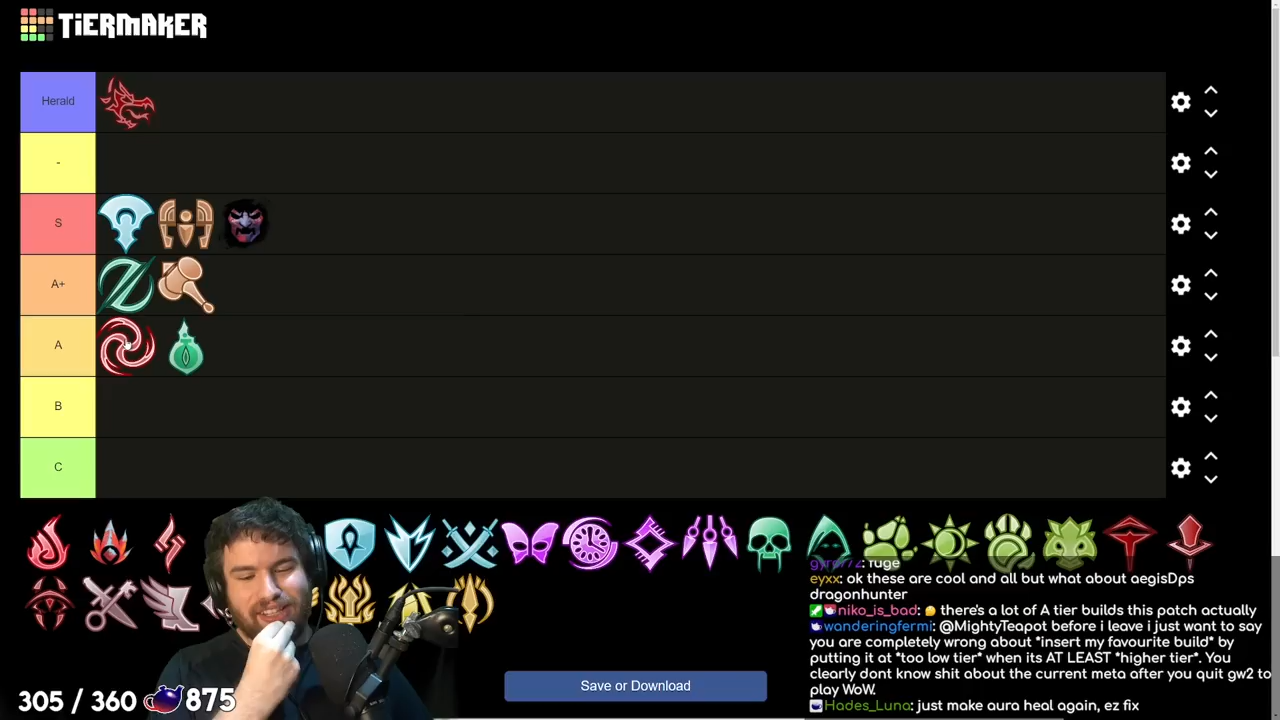 TiERMAKER
Herald
-
S
A+
A
B
C
fuge
eyxx: ok these are cool and all but what about aegisDps
dragonhunter
niko_is_bad: there's a lot of A tier builds this patch actually
wanderingfermi: @MightyTeapot before i leave i just want to say
you are completely wrong about *insert my favourite build* by
putting it at *too low tier* when its AT LEAST *higher tier*. You
clearly dont know shit about the current meta after you quit gw2 to
play WoW.
Hades_Luna: just make aura heal again, ez fix
Save or Download
305 / 360 875